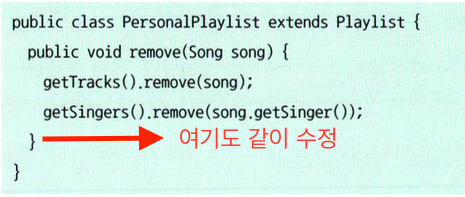 public class PersonalPlaylist extends Playlist {
public void remove(Song song) {
getTracks().remove(song);
getSingers().remove(song.getSinger());
} 여기도 같이 수정
}